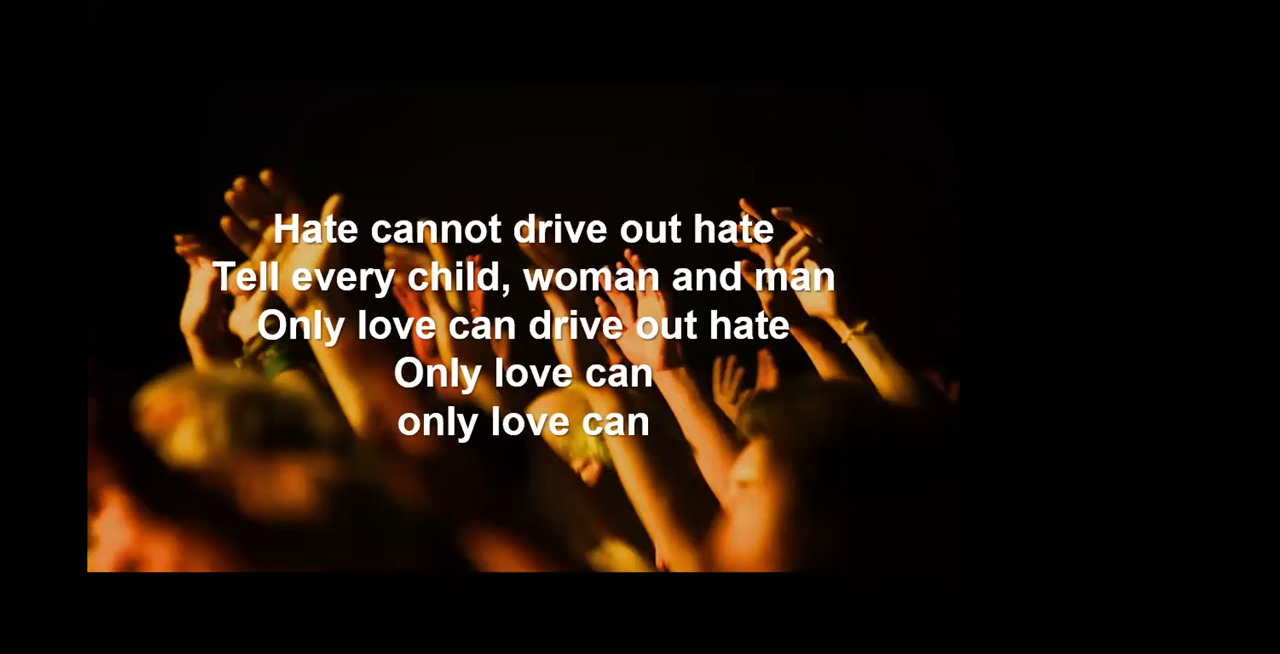 Hate cannot drive out hate
Tell every child, woman and man
Only love can drive out hate
Only love can
only love can